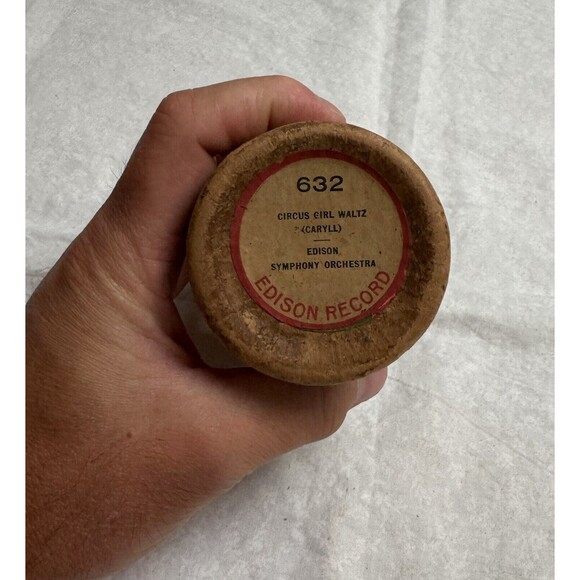 632
CIRCUS GIRL WALTZ
(CARYLL)
EDISON
SYMPHONY ORCHESTRA
EDISON RECORD